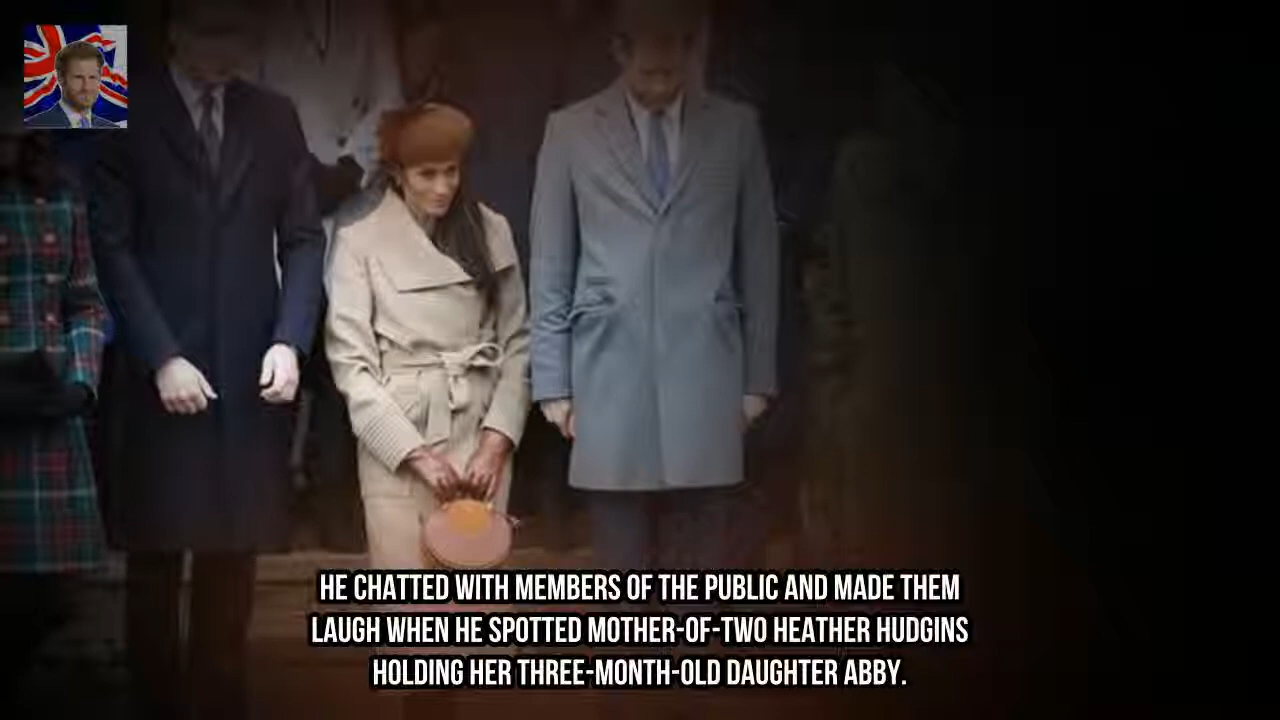 HE CHATTED WITH MEMBERS OF THE PUBLIC AND MADE THEM
LAUGH WHEN HE SPOTTED MOTHER-OF-TWO HEATHER HUDGINS
HOLDING HER THREE-MONTH-OLD DAUGHTER ABBY.